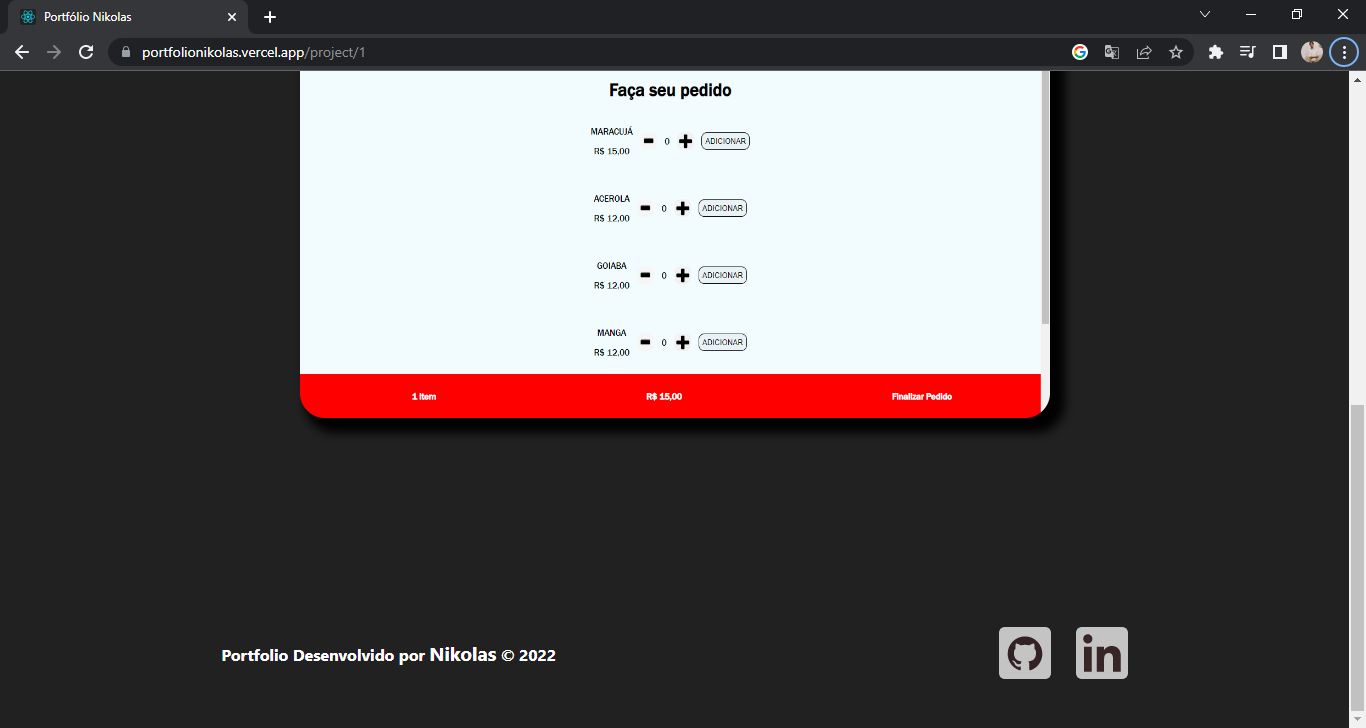 Portfólio Nikolas
portfolionikolas.vercel.app/project/1
Faça seu pedido
MARACUJÁ
R$ 15,00
0
ADICIONAR
ACEROLA
R$ 12,00
0
ADICIONAR
GOIABA
R$ 12,00
0
ADICIONAR
MANGA
R$ 12,00
0
ADICIONAR
1 Item
R$ 15,00
Finalizar Pedido
Portfolio Desenvolvido por Nikolas © 2022
in